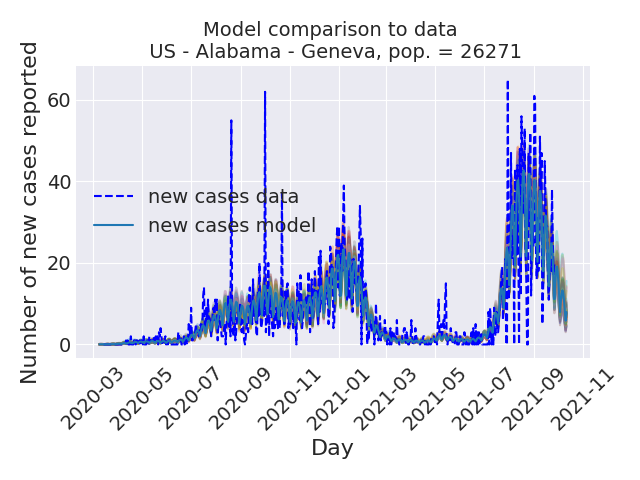 Model comparison to data
US - Alabama - Geneva, pop. = 26271
Number of new cases reported
60
40
20
0
new cases data
new cases model
2020-03
2020-05
2020-07
2020-09
2020-11
2021-01
2021-03
2021-05
2021-07
2021-09
2021-11
Day